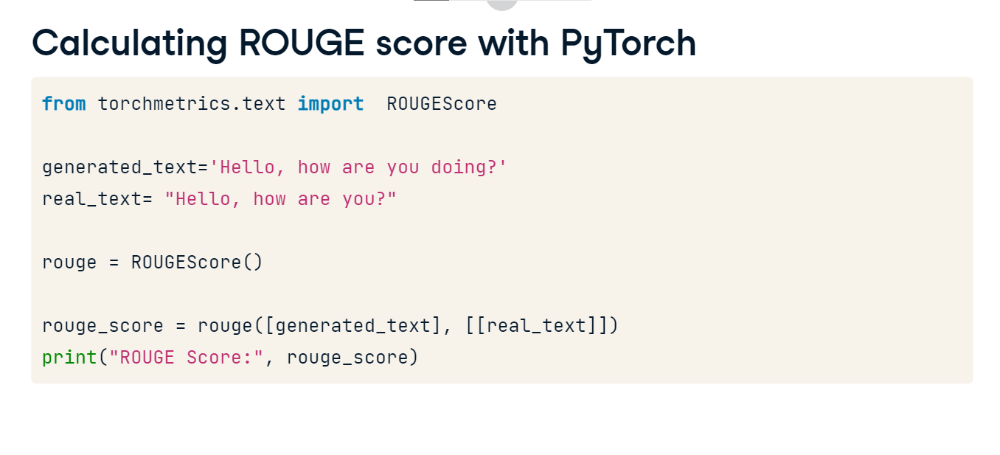 Calculating ROUGE score with PyTorch
from torchmetrics.text import  ROUGEScore
generated_text='Hello, how are you doing?'
real_text= "Hello, how are you?"
rouge = ROUGEScore()
rouge_score = rouge([generated_text], [[real_text]])
print("ROUGE Score:", rouge_score)